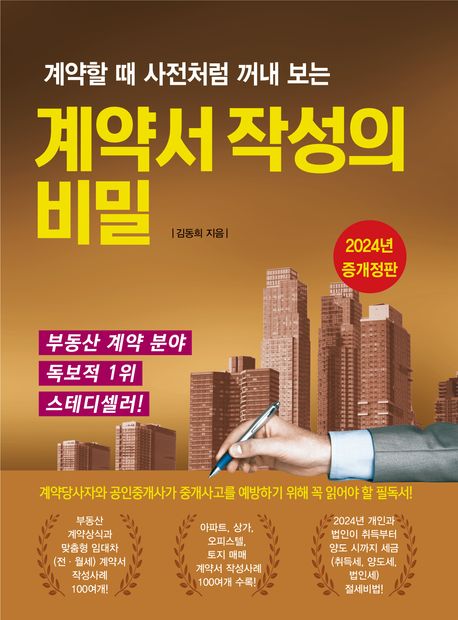 계약할 때 사전처럼 꺼내 보는
계약서 작성의
비밀
| 김동희 지음 |
2024년
증개정판
부동산 계약 분야
독보적 1위
스테디셀러!
계약당사자와 공인중개사가 중개사고를 예방하기 위해 꼭 읽어야 할 필독서!
부동산
계약상식과
맞춤형 임대차
(전 · 월세) 계약서
작성사례
100여개!
아파트, 상가,
오피스텔,
토지 매매
계약서 작성사례
100여개 수록!
2024년 개인과
법인이 취득부터
양도 시까지 세금
(취득세, 양도세,
법인세)
절세비법!